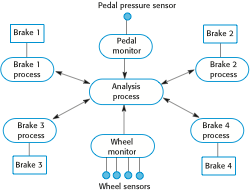 Pedal pressure sensor
Brake 1
Pedal
monitor
Brake 2
Brake 1
process
Brake 2
process
Analysis
process
Brake 3
process
Brake 4
process
Wheel
monitor
Brake 3
Brake 4
Wheel sensors